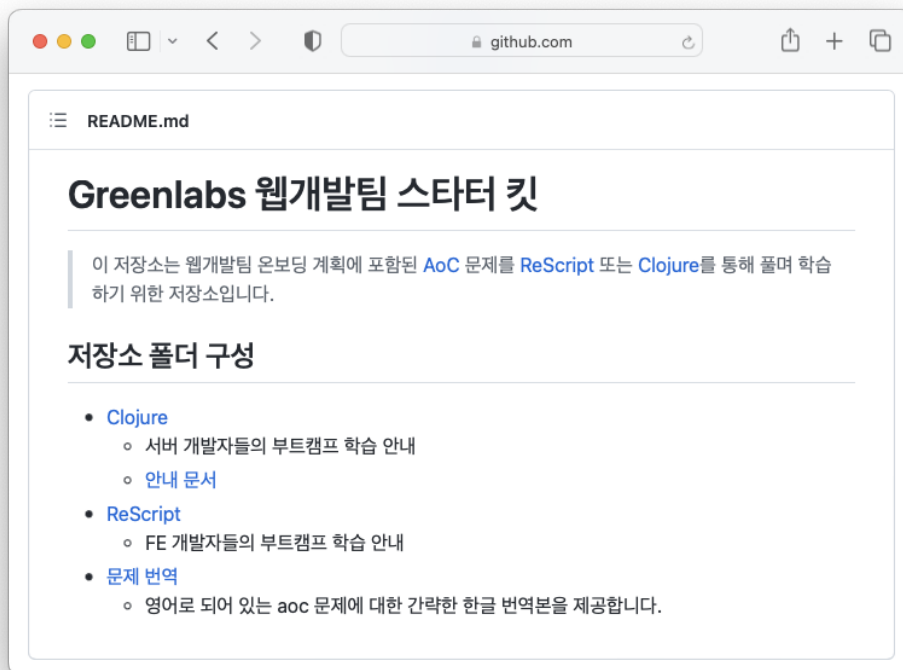 github.com
README.md
Greenlabs 웹개발팀 스타터 킷
이 저장소는 웹개발팀 온보딩 계획에 포함된 AoC 문제를 ReScript 또는 Clojure를 통해 풀며 학습
하기 위한 저장소입니다.
저장소 폴더 구성
Clojure
서버 개발자들의 부트캠프 학습 안내
안내 문서
ReScript
FE 개발자들의 부트캠프 학습 안내
문제 번역
영어로 되어 있는 aoc 문제에 대한 간략한 한글 번역본을 제공합니다.